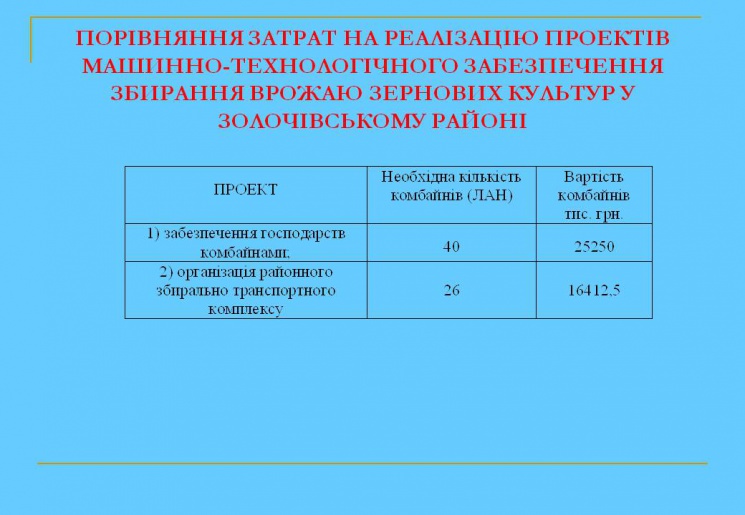 ПОРІВНЯННЯ ЗАТРАТ НА РЕАЛІЗАЦІЮ ПРОЕКТІВ
МАШИННО-ТЕХНОЛОГІЧНОГО ЗАБЕЗПЕЧЕННЯ
ЗБИРАННЯ ВРОЖАЮ ЗЕРНОВИХ КУЛЬТУР У
ЗОЛОЧІВСЬКОМУ РАЙОНІ
ПРОЕКТ
Необхідна кількість
комбайнів (ЛАН)
Вартість
комбайнів
тис. грн.
1) забезпечення господарств
комбайнами;
40
25250
2) організація районного
збирально транспортного
комплексу
26
16412,5